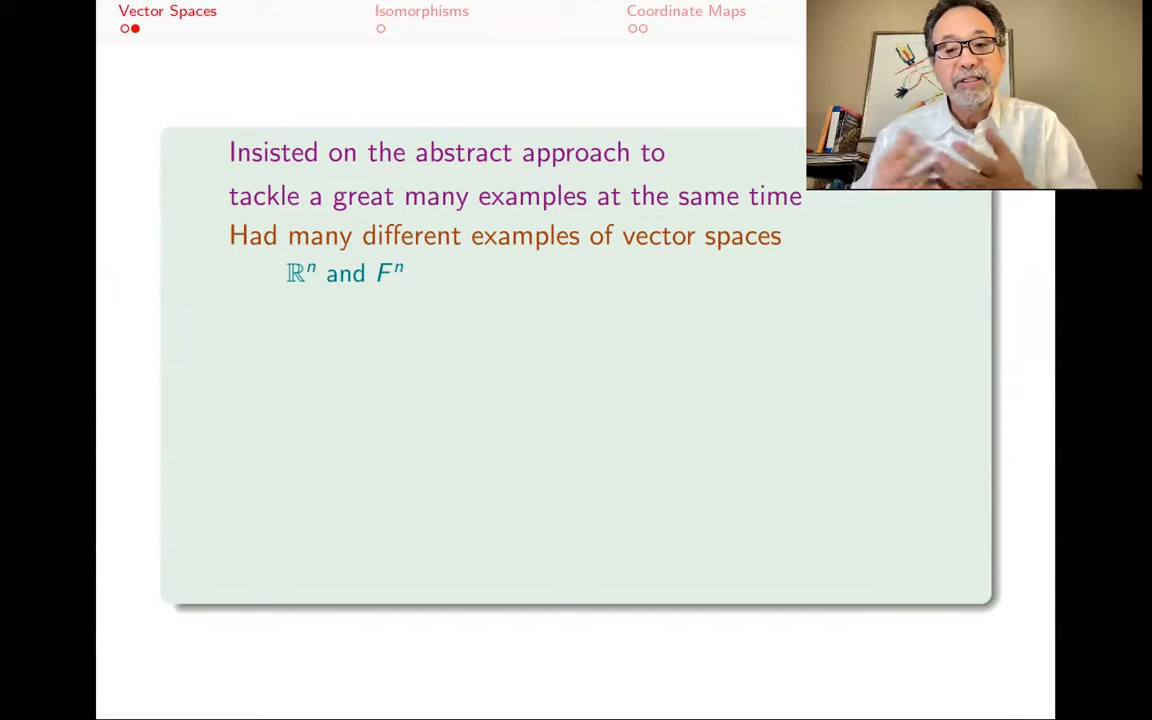 Vector Spaces
Isomorphisms
Coordinate Maps
Insisted on the abstract approach to
tackle a great many examples at the same time
Had many different examples of vector spaces
ℝⁿ and Fⁿ